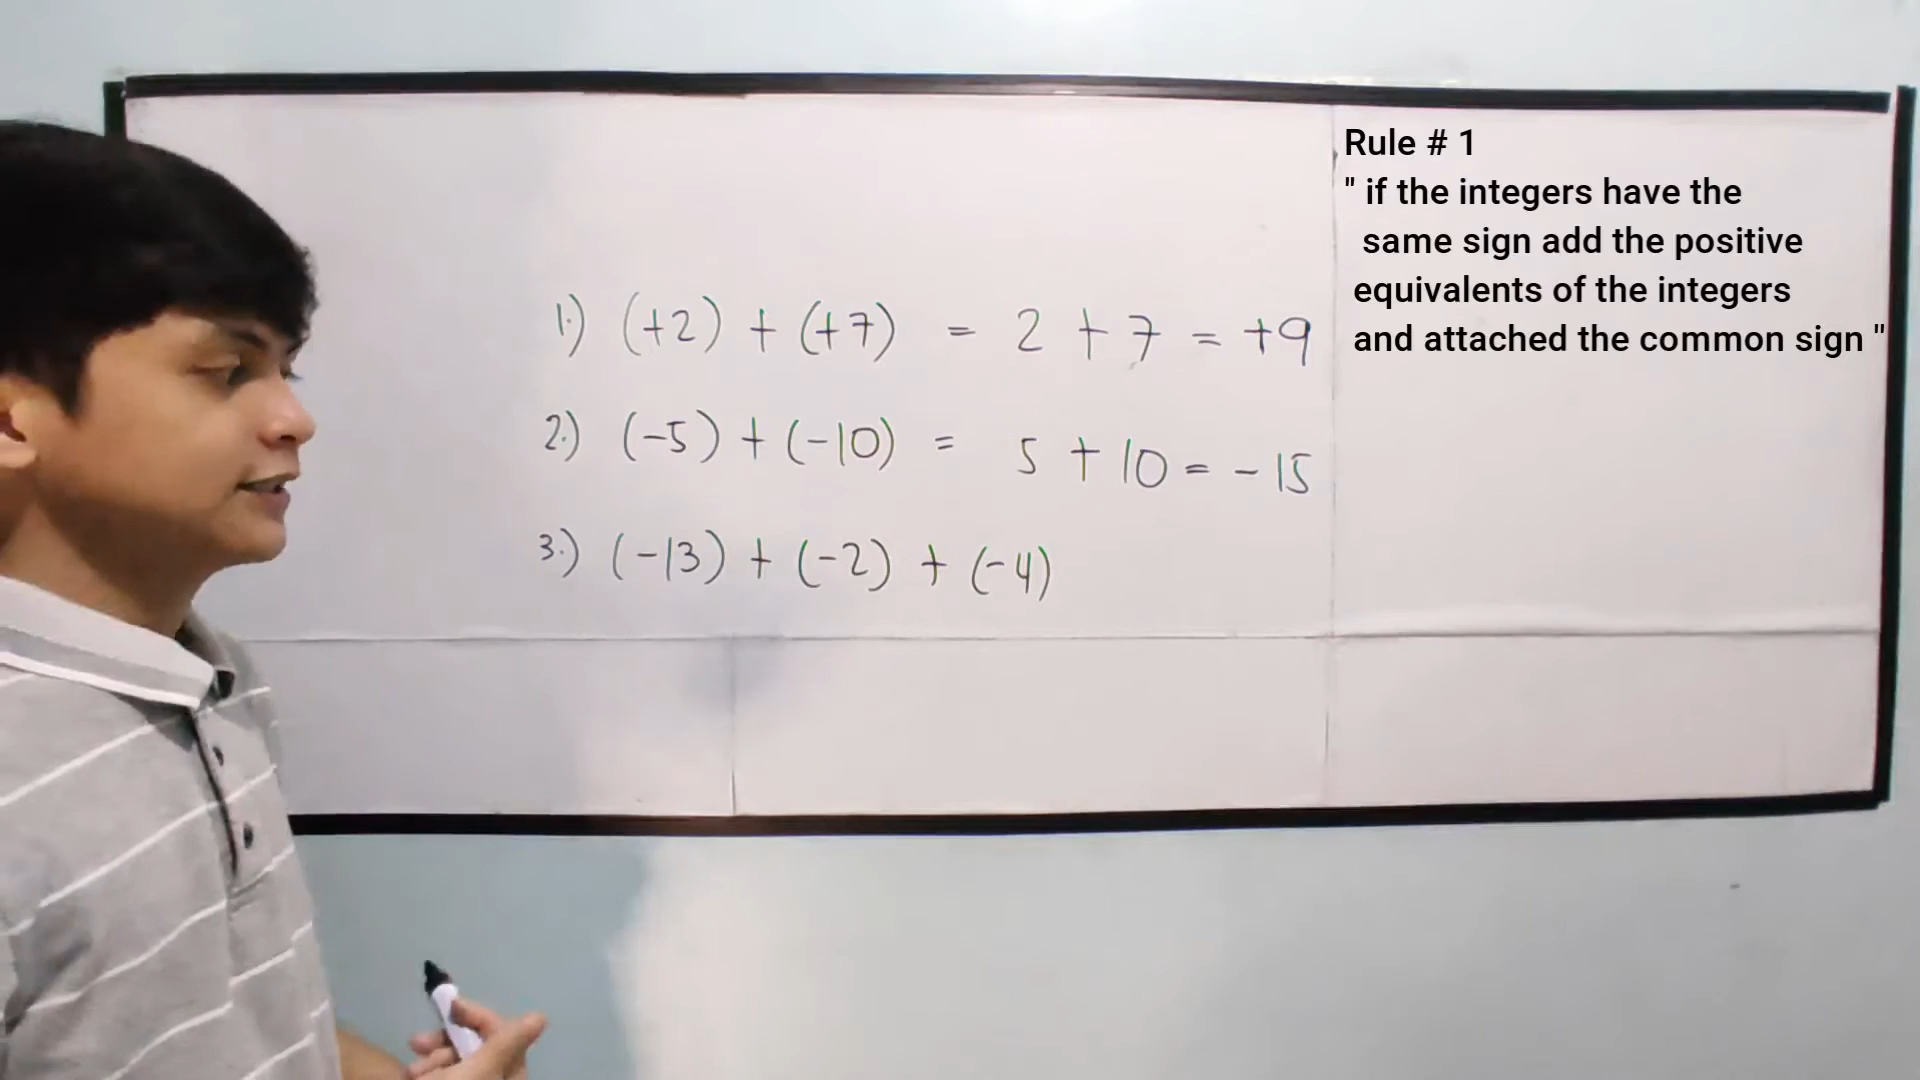 Rule # 1
" if the integers have the
same sign add the positive
equivalents of the integers
and attached the common sign "
1.) (+2) + (+7) = 2 + 7 = +9
2.) (-5) + (-10) = 5 + 10 = -15
3.) (-13) + (-2) + (-4)